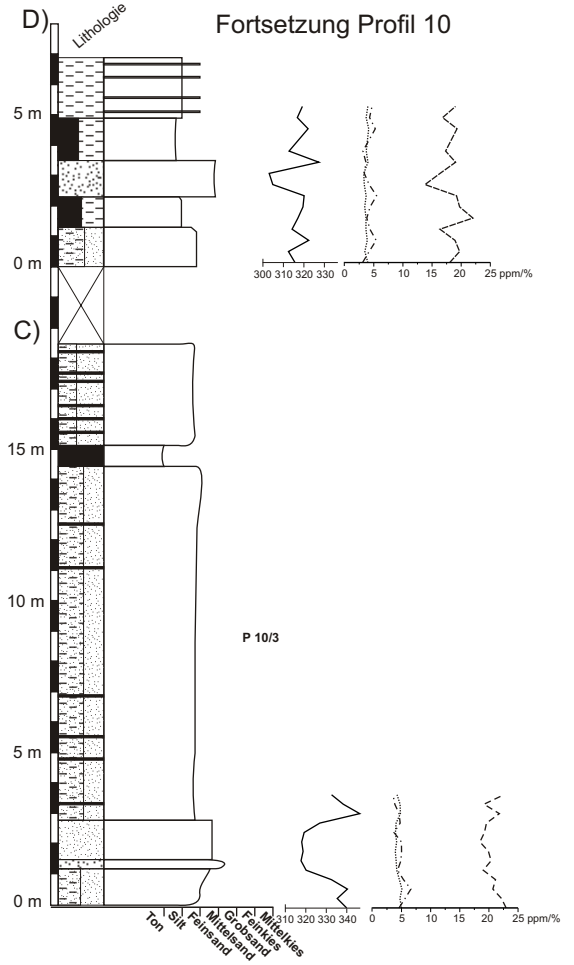 D)
Lithologie
Fortsetzung Profil 10
5 m
0 m
300 310 320 330
0 5 10 15 20 25 ppm/%
C)
15 m
10 m
P 10/3
5 m
0 m
310 320 330 340
0 5 10 15 20 25 ppm/%
Ton
Silt
Feinsand
Mittelsand
Grobsand
Feinkies
Mittelkies